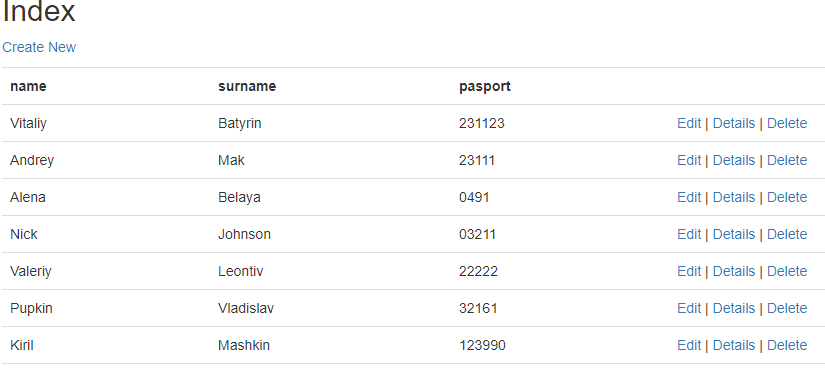 Index
Create New
name surname pasport
Vitaliy Batyrin 231123 Edit | Details | Delete
Andrey Mak 23111 Edit | Details | Delete
Alena Belaya 0491 Edit | Details | Delete
Nick Johnson 03211 Edit | Details | Delete
Valeriy Leontiv 22222 Edit | Details | Delete
Pupkin Vladislav 32161 Edit | Details | Delete
Kiril Mashkin 123990 Edit | Details | Delete